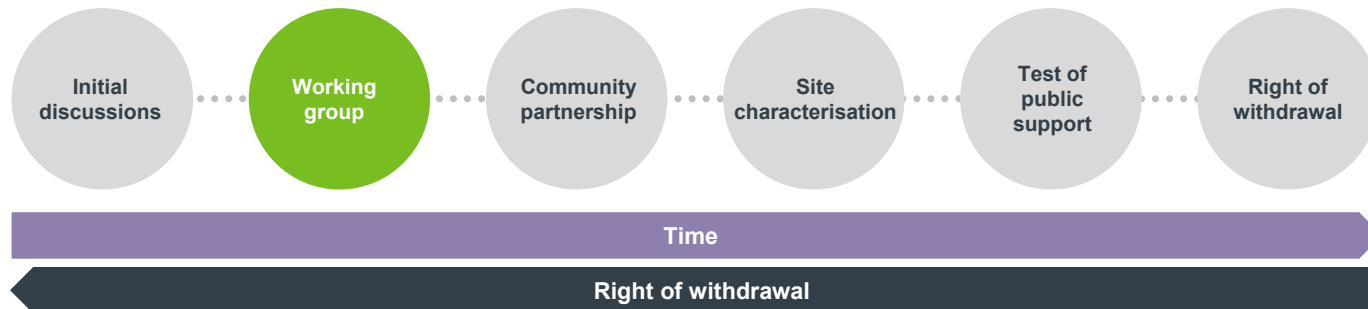 Initial
discussions
Working
group
Community
partnership
Site
characterisation
Test of
public
support
Right of
withdrawal
Time
Right of withdrawal